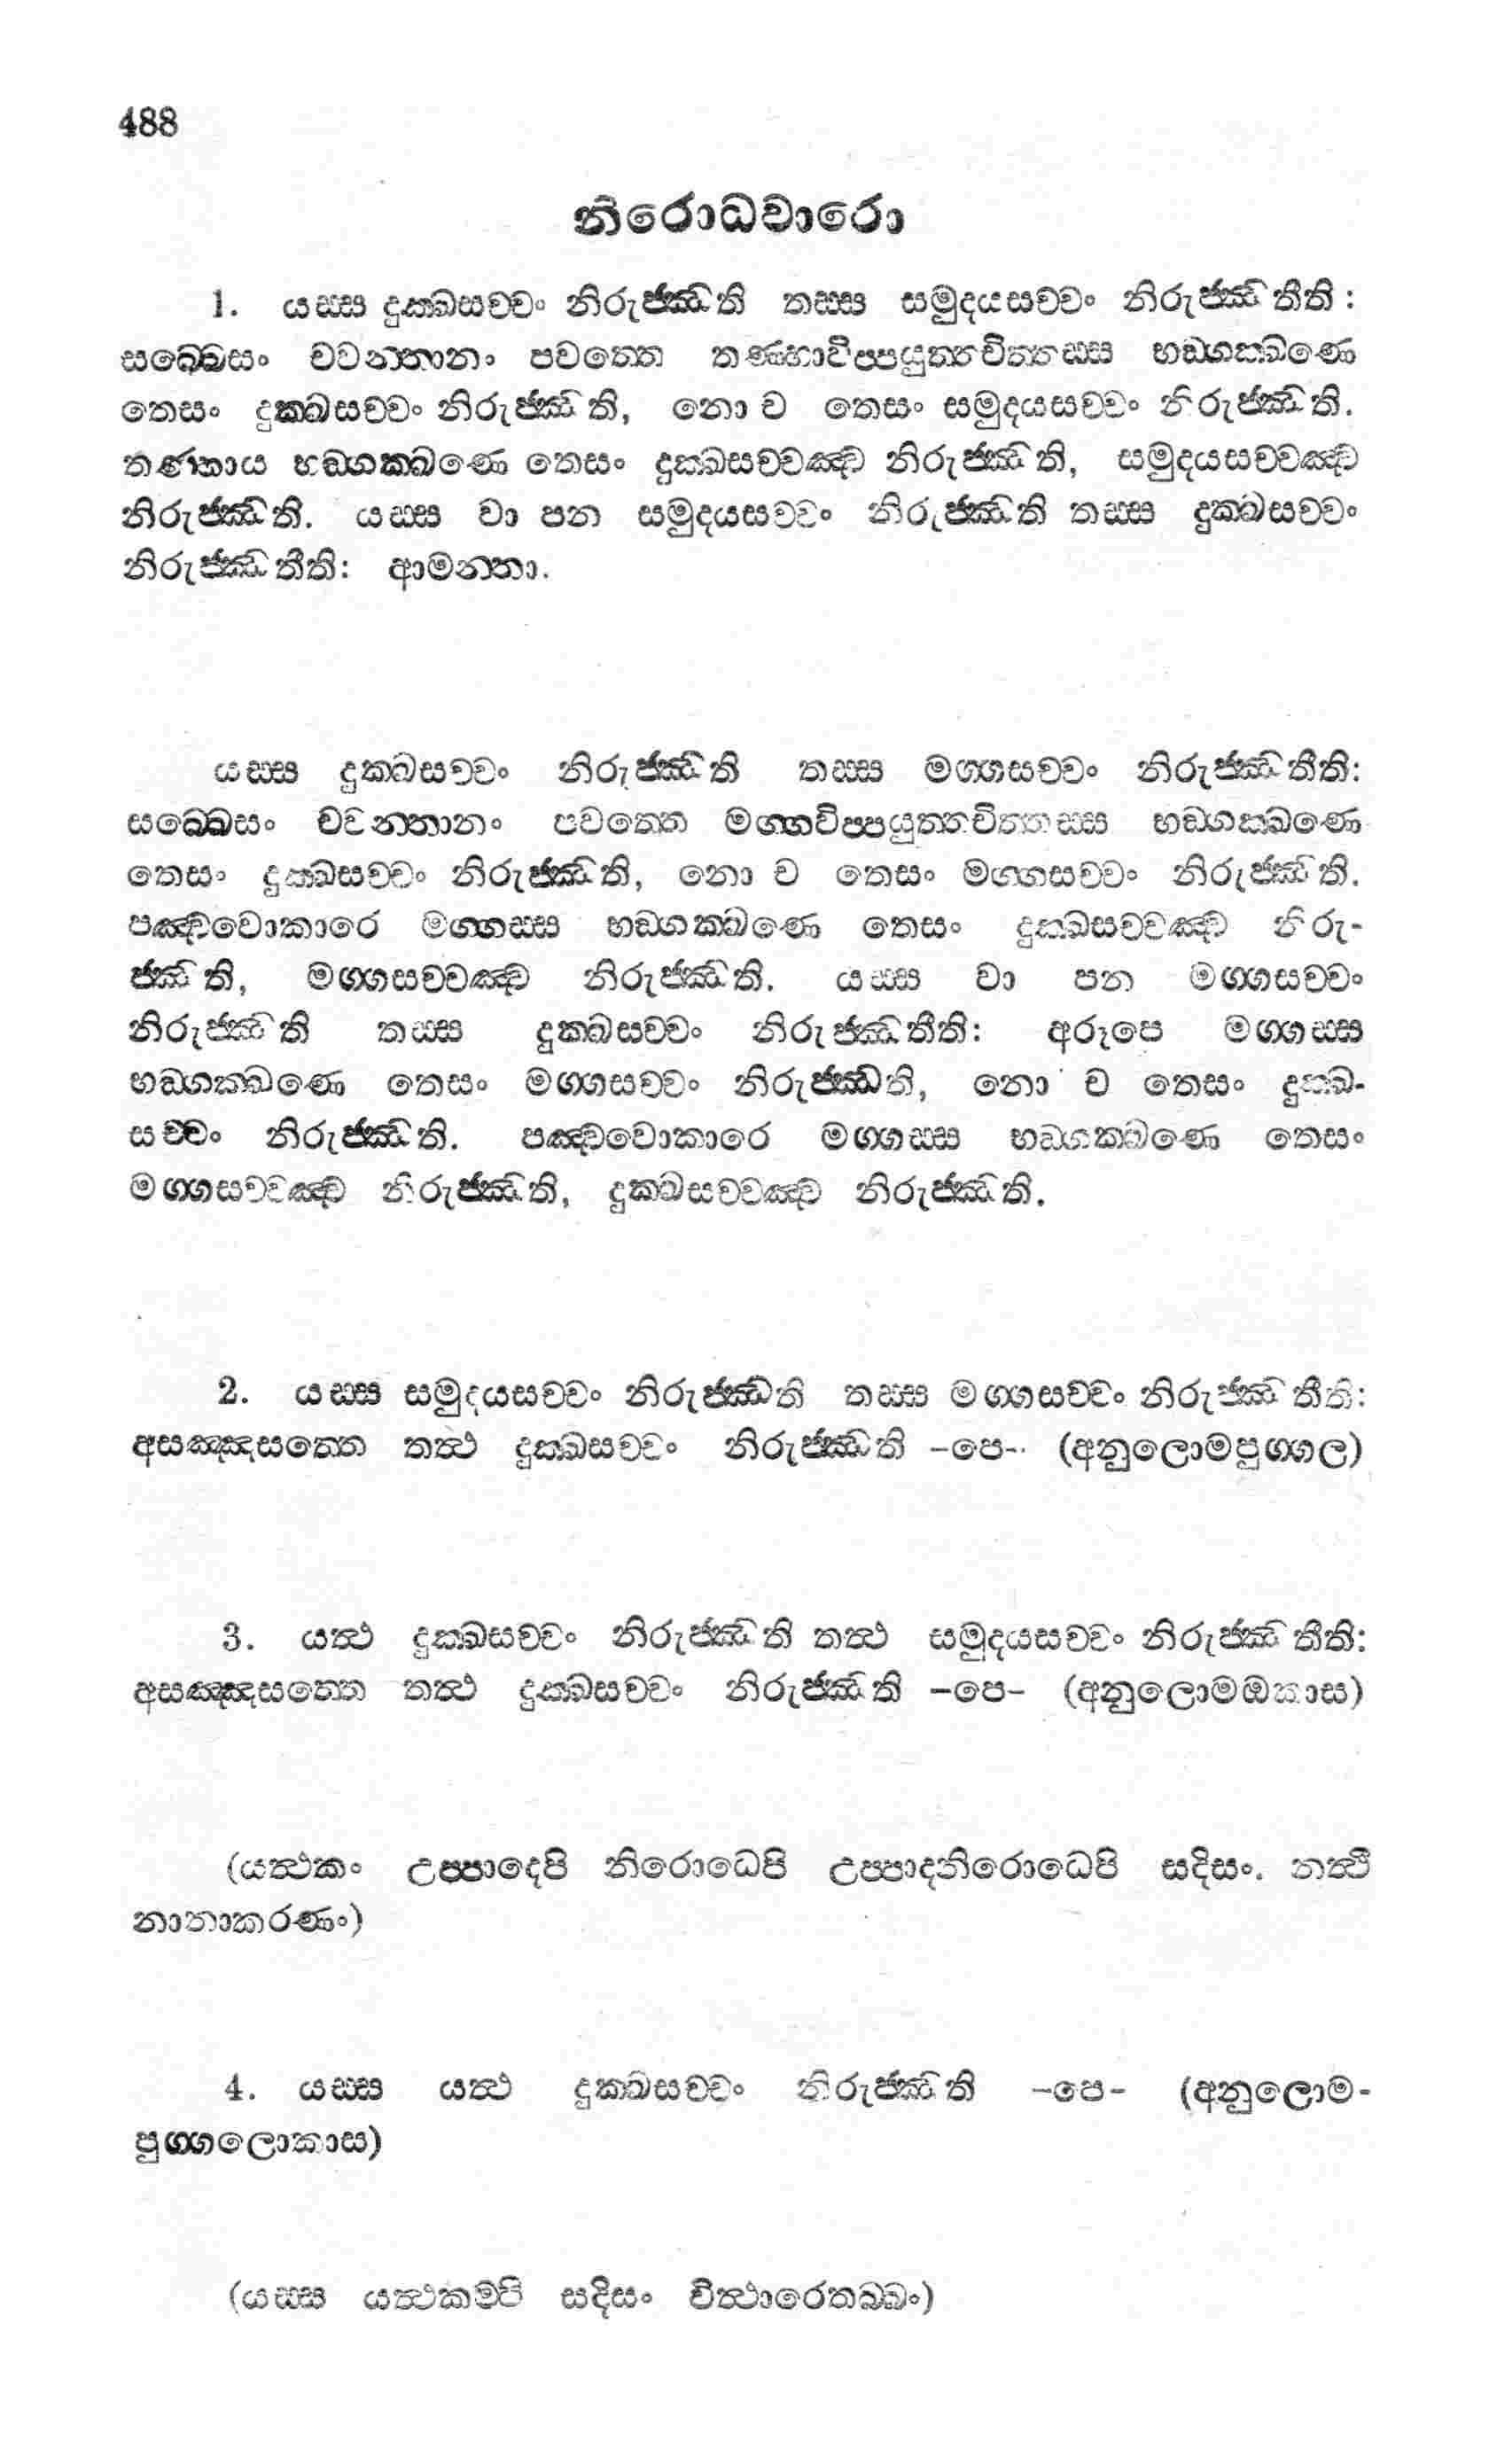 488
නිරොධවාරො
1. යස්ස දුක්ඛසච්චං නිරුජ්ඣති තස්ස සමුදයසච්චං නිරුජ්ඣතීති:
සබ්බෙසං චවන්තානං පවත්තෙ තණ්හාවිප්පයුත්තචිත්තස්ස භඞ්ගක්ඛණෙ
තෙසං දුක්ඛසච්චං නිරුජ්ඣති, නො ච තෙසං සමුදයසච්චං නිරුජ්ඣති.
තණ්හාය භඞ්ගක්ඛණෙ තෙසං දුක්ඛසච්චඤ්ච නිරුජ්ඣති, සමුදයසච්චඤ්ච
නිරුජ්ඣති. යස්ස වා පන සමුදයසච්චං නිරුජ්ඣති තස්ස දුක්ඛසච්චං
නිරුජ්ඣතීති: ආමන්තා.
යස්ස දුක්ඛසච්චං නිරුජ්ඣති තස්ස මග්ගසච්චං නිරුජ්ඣතීති:
සබ්බෙසං චවන්තානං පවත්තෙ මග්ගවිප්පයුත්තචිත්තස්ස භඞ්ගක්ඛණෙ
තෙසං දුක්ඛසච්චං නිරුජ්ඣති, නො ච තෙසං මග්ගසච්චං නිරුජ්ඣති.
පඤ්චවොකාරෙ මග්ගස්ස භඞ්ගක්ඛණෙ තෙසං දුක්ඛසච්චඤ්ච නිරු-
ජ්ඣති, මග්ගසච්චඤ්ච නිරුජ්ඣති. යස්ස වා පන මග්ගසච්චං
නිරුජ්ඣති තස්ස දුක්ඛසච්චං නිරුජ්ඣතීති: අරූපෙ මග්ගස්ස
භඞ්ගක්ඛණෙ තෙසං මග්ගසච්චං නිරුජ්ඣති, නො ච තෙසං දුක්ඛ-
සච්චං නිරුජ්ඣති. පඤ්චවොකාරෙ මග්ගස්ස භඞ්ගක්ඛණෙ තෙසං
මග්ගසච්චඤ්ච නිරුජ්ඣති, දුක්ඛසච්චඤ්ච නිරුජ්ඣති.
2. යස්ස සමුදයසච්චං නිරුජ්ඣති තස්ස මග්ගසච්චං නිරුජ්ඣතීති:
අසඤ්ඤසත්තෙ තත්ථ දුක්ඛසච්චං නිරුජ්ඣති -පෙ- (අනුලොමපුග්ගල)
3. යත්ථ දුක්ඛසච්චං නිරුජ්ඣති තත්ථ සමුදයසච්චං නිරුජ්ඣතීති:
අසඤ්ඤසත්තෙ තත්ථ දුක්ඛසච්චං නිරුජ්ඣති -පෙ- (අනුලොමඔකාස)
(යත්ථකං උප්පාදෙපි නිරොධෙපි උප්පාදනිරොධෙපි සදිසං. නත්ථි
නානාකරණං)
4. යස්ස යත්ථ දුක්ඛසච්චං නිරුජ්ඣති -පෙ- (අනුලොම-
පුග්ගලොකාස)
(යස්ස යත්ථකම්පි සදිසං විත්ථාරෙතබ්බං)